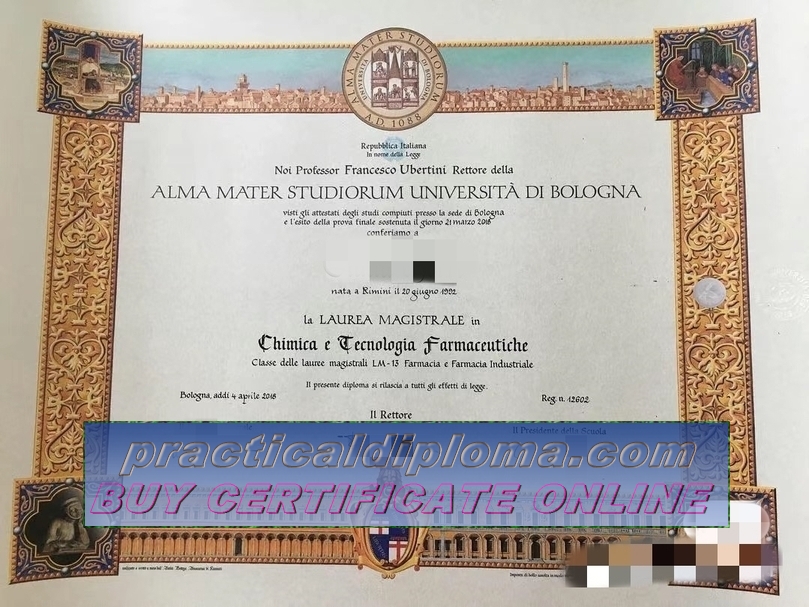 ALMA MATER STUDIORUM
UNIVERSITÀ DI BOLOGNA
A.D. 1088
Repubblica Italiana
In nome della Legge
Noi Professor Francesco Ubertini Rettore della
ALMA MATER STUDIORUM UNIVERSITÀ DI BOLOGNA
visti gli attestati degli studi compiuti presso la sede di Bologna
e l'esito della prova finale sostenuta il giorno 21 marzo 2018
conferiamo a
nata a Rimini il 20 giugno 1992
la LAUREA MAGISTRALE in
Chimica e Tecnologia Farmaceutiche
Classe delle lauree magistrali LM-13 Farmacia e Farmacia Industriale
Il presente diploma si rilascia a tutti gli effetti di legge.
Bologna, addì 4 aprile 2018
Reg. n. 12602
Il Rettore
Il Presidente della Scuola
practicaldiploma.com
BUY CERTIFICATE ONLINE